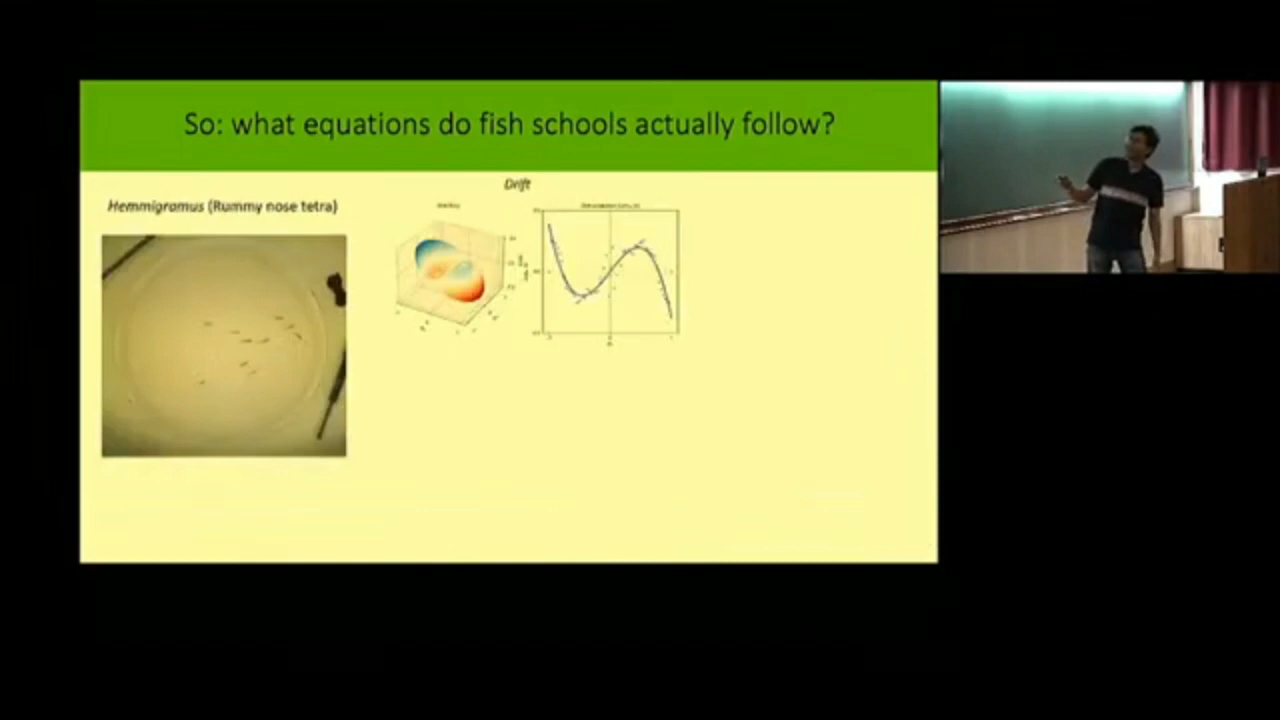 So: what equations do fish schools actually follow?
Hemmigramus (Rummy nose tetra)
Drift